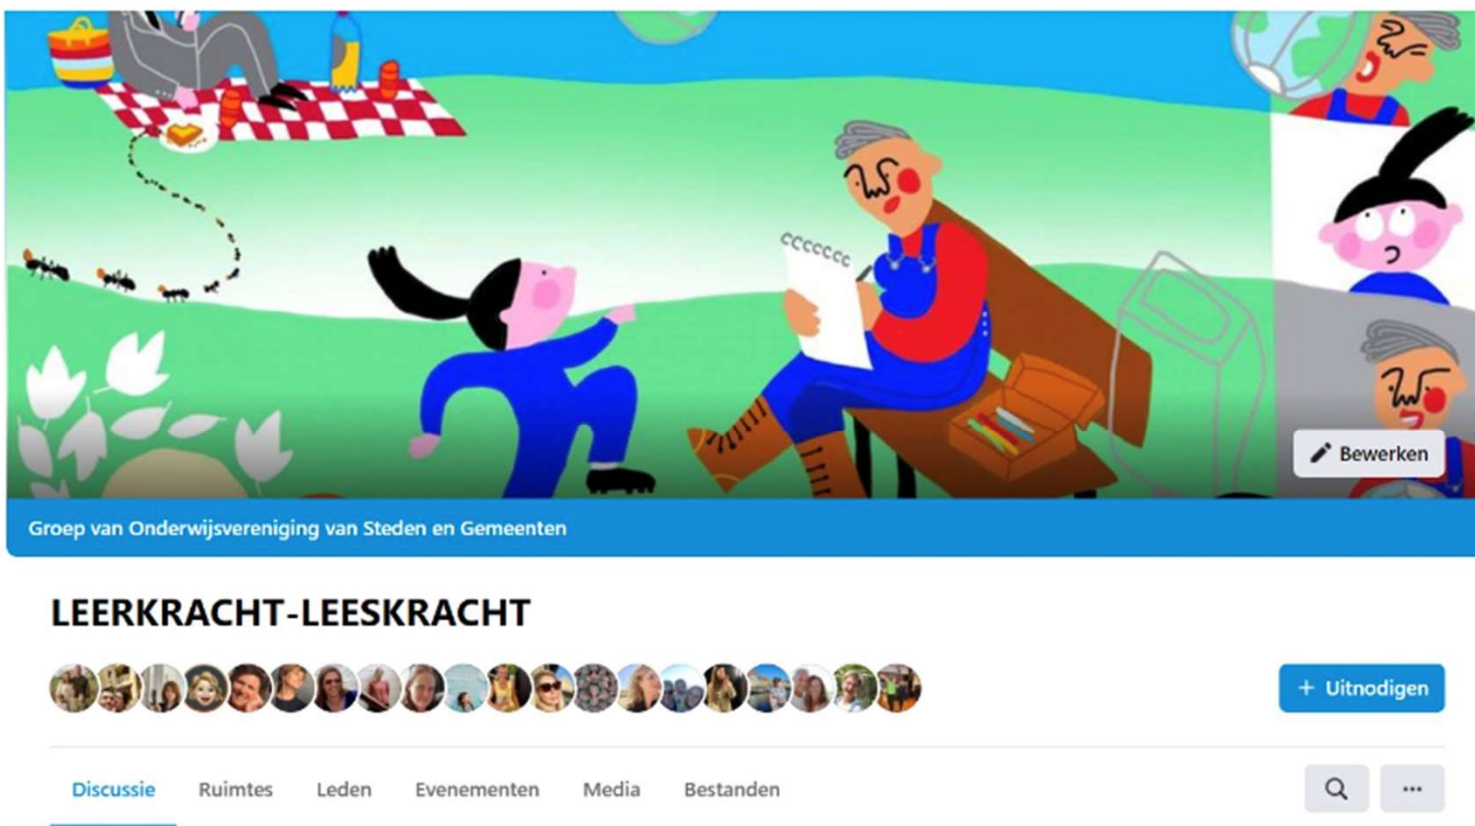 Bewerken
Groep van Onderwijsvereniging van Steden en Gemeenten
LEERKRACHT-LEESKRACHT
+ Uitnodigen
Discussie Ruimtes Leden Evenementen Media Bestanden